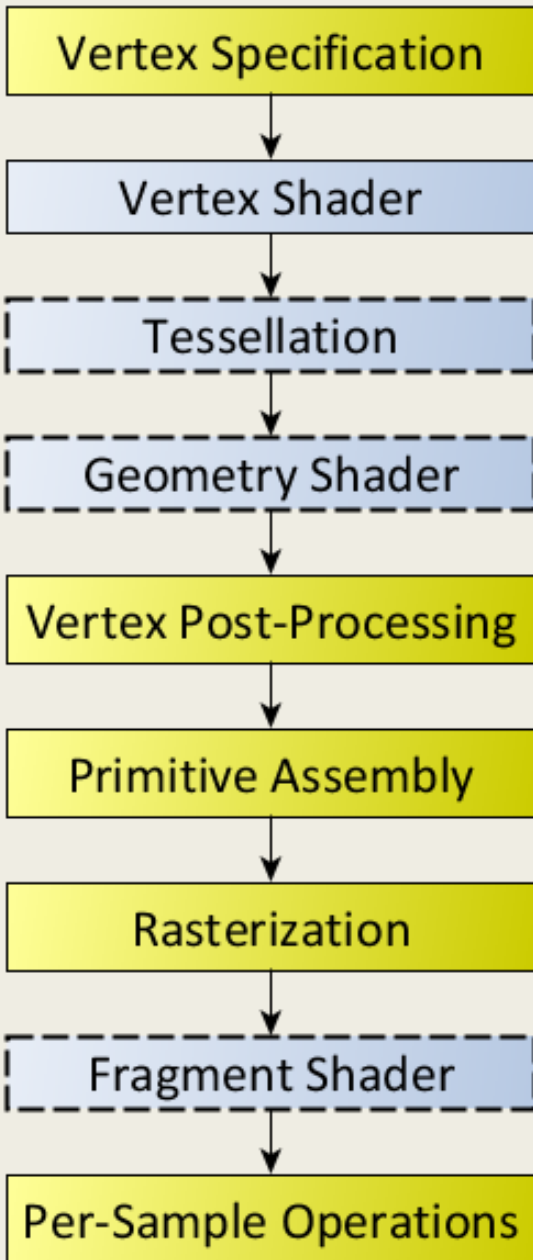 Vertex Specification
Vertex Shader
Tessellation
Geometry Shader
Vertex Post-Processing
Primitive Assembly
Rasterization
Fragment Shader
Per-Sample Operations